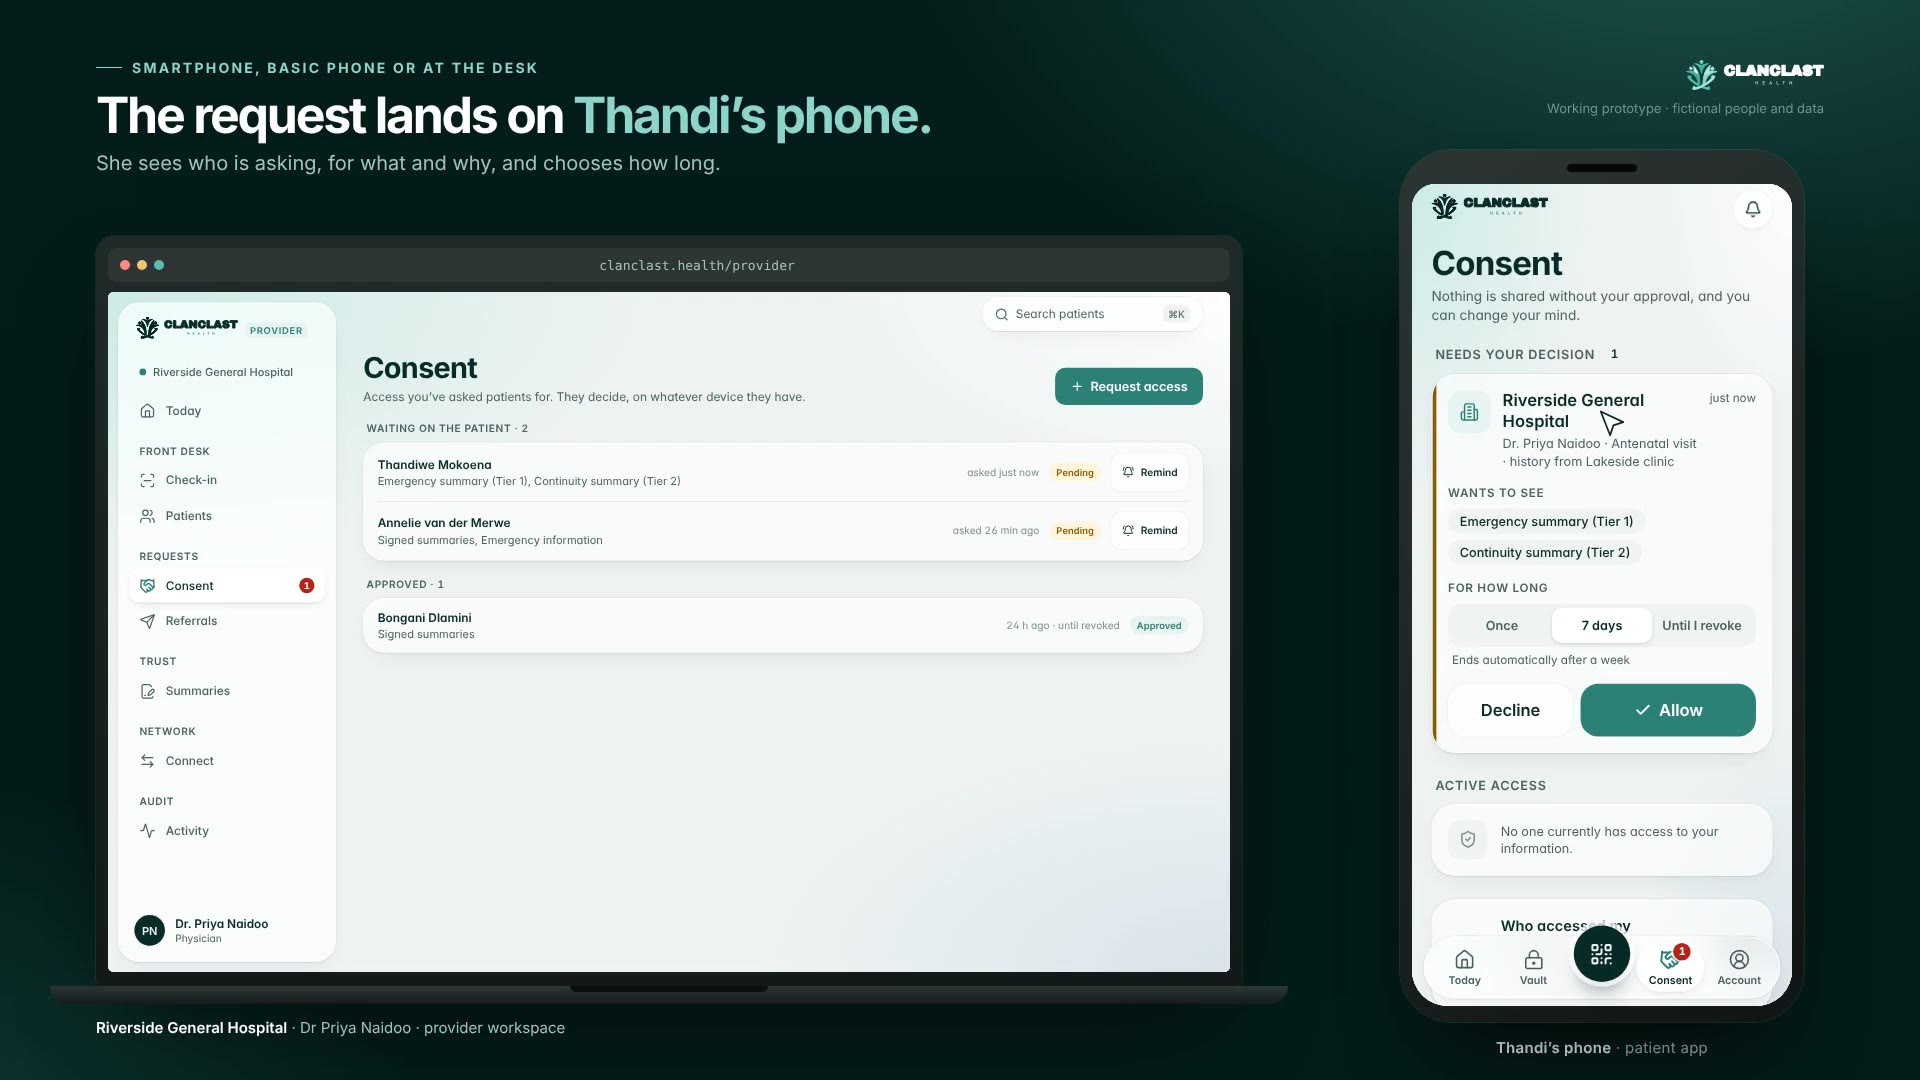 SMARTPHONE, BASIC PHONE OR AT THE DESK
The request lands on Thandi’s phone.
She sees who is asking, for what and why, and chooses how long.
CLANCLAST
HEALTH
Working prototype · fictional people and data
clanclast.health/provider
CLANCLAST
HEALTH
PROVIDER
Riverside General Hospital
Today
FRONT DESK
Check-in
Patients
REQUESTS
Consent
1
Referrals
TRUST
Summaries
NETWORK
Connect
AUDIT
Activity
PN
Dr. Priya Naidoo
Physician
Search patients
⌘K
Consent
Access you’ve asked patients for. They decide, on whatever device they have.
+ Request access
WAITING ON THE PATIENT · 2
Thandiwe Mokoena
Emergency summary (Tier 1), Continuity summary (Tier 2)
asked just now
Pending
Remind
Annelie van der Merwe
Signed summaries, Emergency information
asked 26 min ago
Pending
Remind
APPROVED · 1
Bongani Dlamini
Signed summaries
24 h ago · until revoked
Approved
Riverside General Hospital · Dr Priya Naidoo · provider workspace
CLANCLAST
HEALTH
Consent
Nothing is shared without your approval, and you
can change your mind.
NEEDS YOUR DECISION 1
Riverside General
Hospital
just now
Dr. Priya Naidoo · Antenatal visit
· history from Lakeside clinic
WANTS TO SEE
Emergency summary (Tier 1)
Continuity summary (Tier 2)
FOR HOW LONG
Once
7 days
Until I revoke
Ends automatically after a week
Decline
Allow
ACTIVE ACCESS
No one currently has access to your
information.
Who accessed my
Today
Vault
Consent
1
Account
Thandi’s phone · patient app